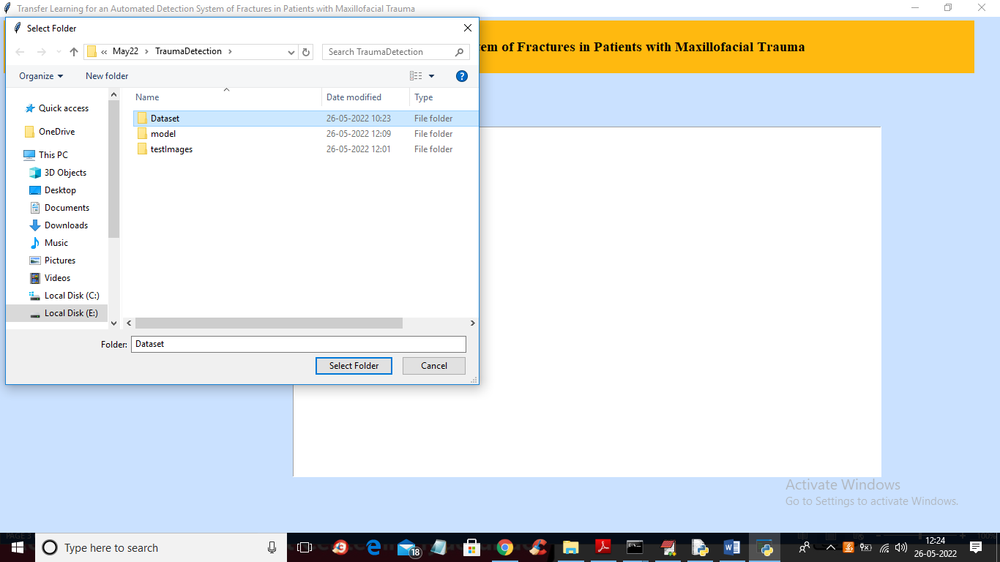 Transfer Learning for an Automated Detection System of Fractures in Patients with Maxillofacial Trauma
Select Folder
tem of Fractures in Patients with Maxillofacial Trauma
« May22 › TraumaDetection ›
Search TraumaDetection
Organize
New folder
?
Name
Date modified
Type
Quick access
OneDrive
This PC
3D Objects
Desktop
Documents
Downloads
Music
Pictures
Videos
Local Disk (C:)
Local Disk (E:)
Dataset 26-05-2022 10:23 File folder
model 26-05-2022 12:09 File folder
testImages 26-05-2022 12:01 File folder
Folder: Dataset
Select Folder
Cancel
Activate Windows
Go to Settings to activate Windows.
PAGE 3
100%
Type here to search
18
12:24
26-05-2022